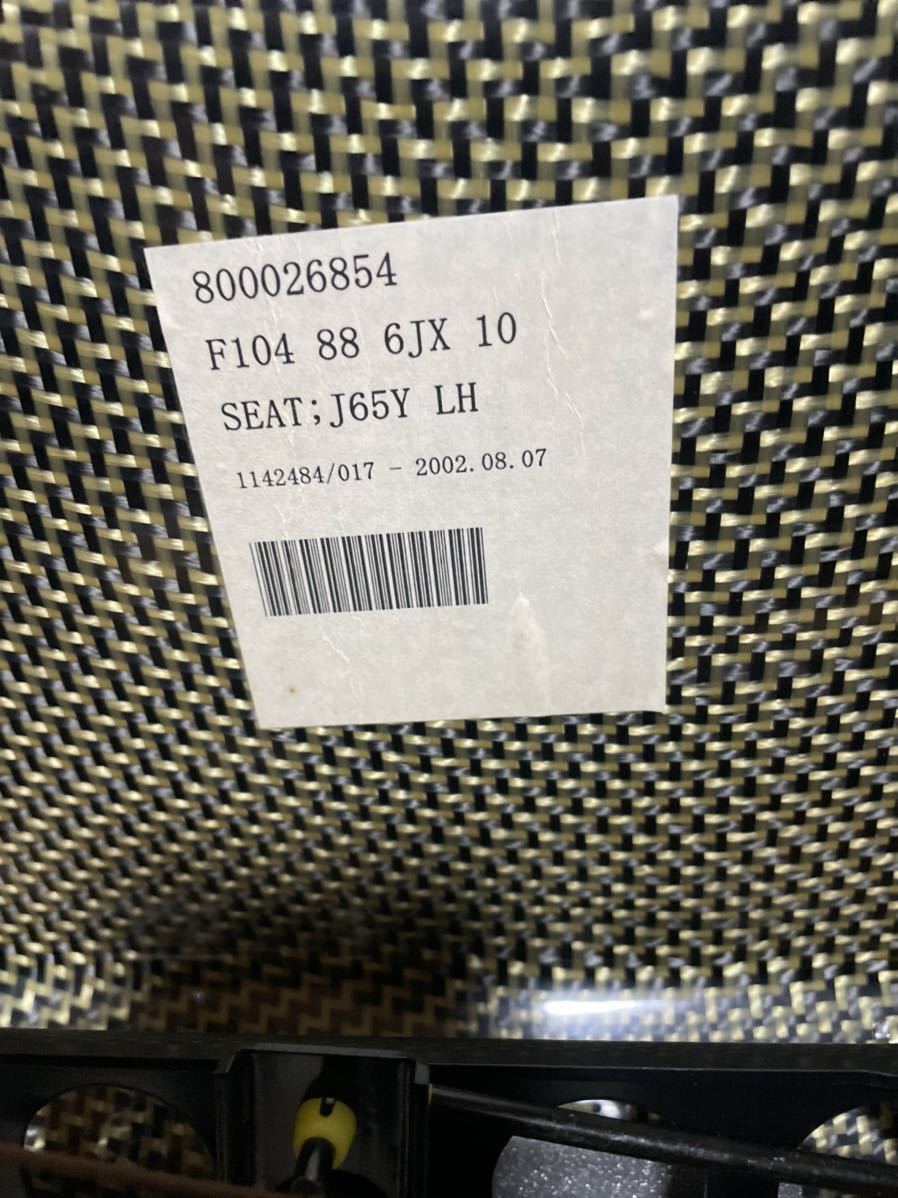 800026854
F104 88 6JX 10
SEAT;J65Y LH
1142484/017 - 2002.08.07